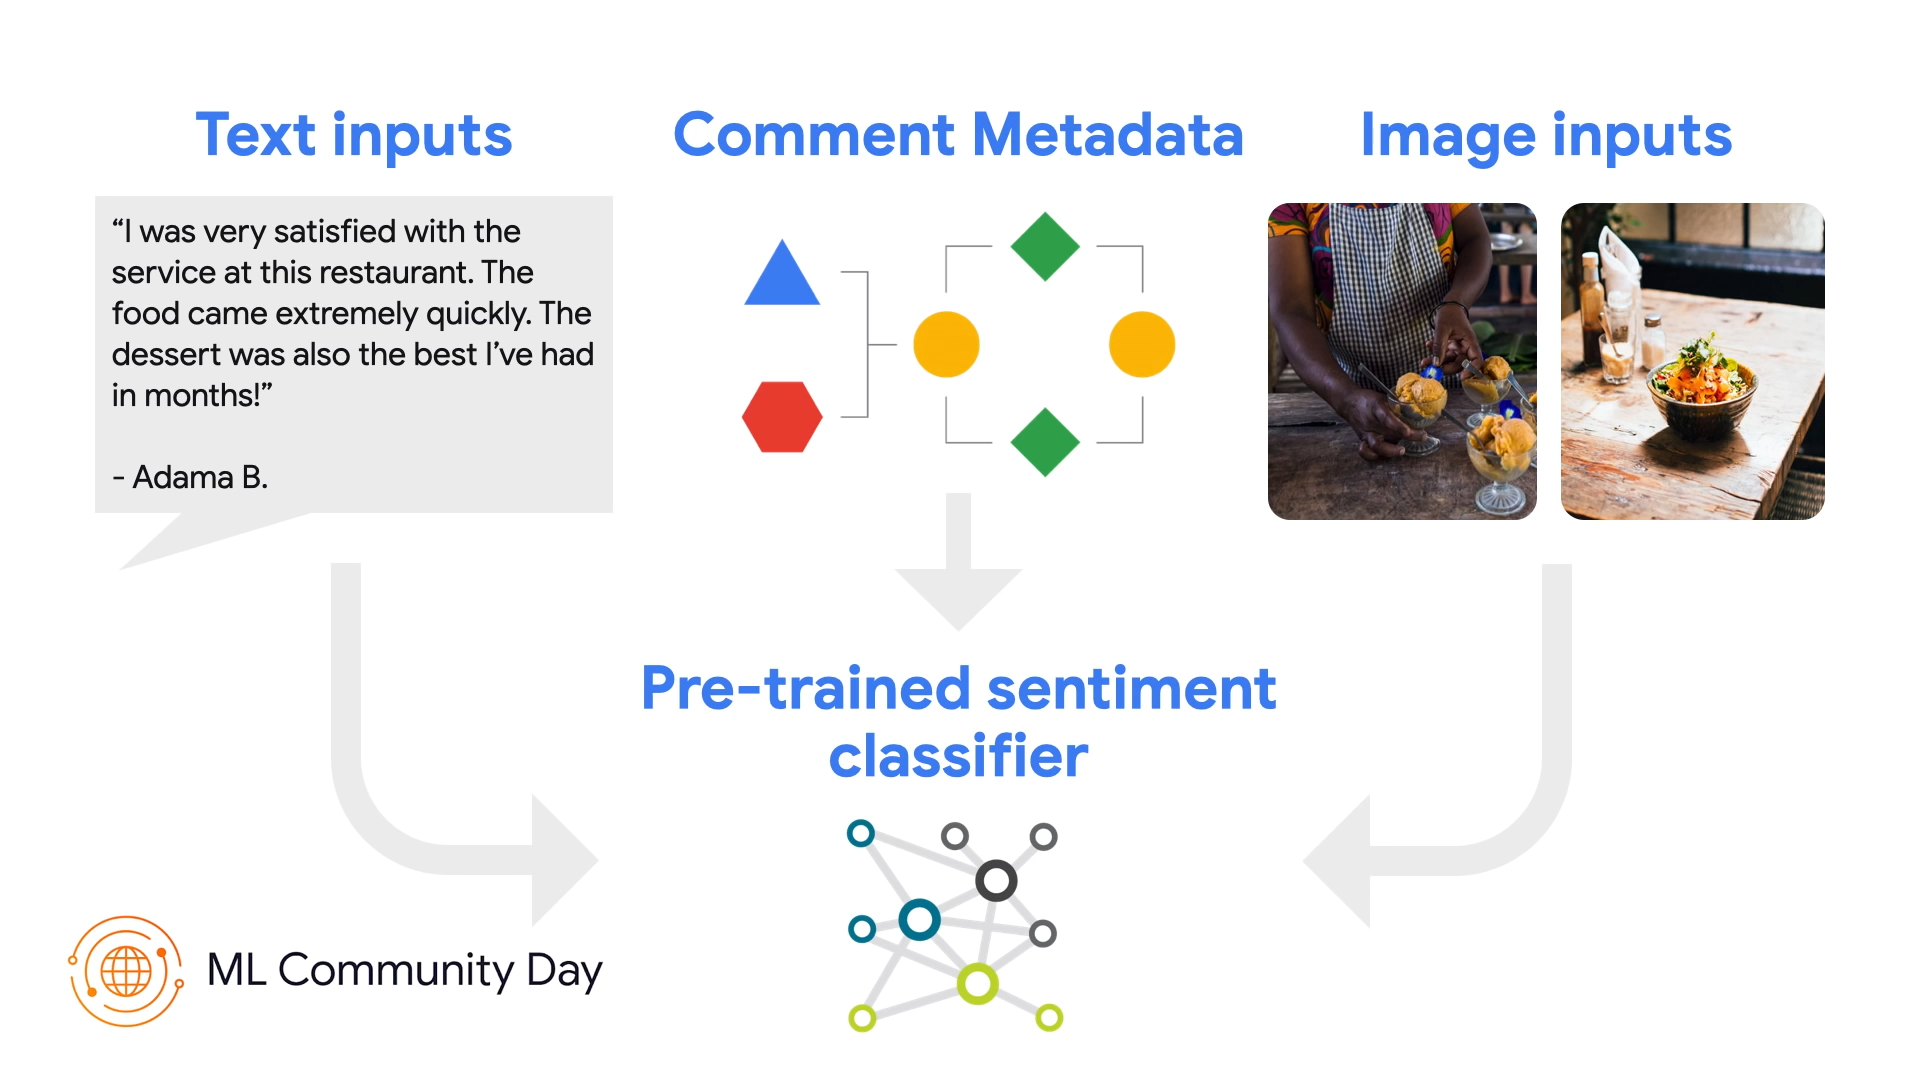 Text inputs
“I was very satisfied with the
service at this restaurant. The
food came extremely quickly. The
dessert was also the best I’ve had
in months!”
- Adama B.
Comment Metadata
Image inputs
Pre-trained sentiment
classifier
ML Community Day